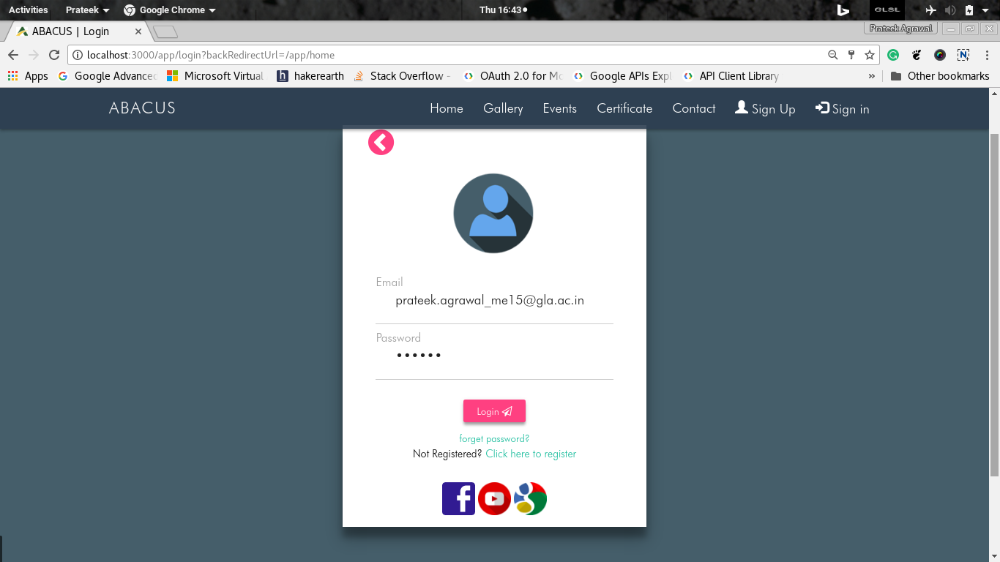 Activities Prateek Google Chrome Thu 16:43 GLSL
ABACUS | Login Prateek Agrawal
localhost:3000/app/login?backRedirectUrl=/app/home
Apps Google Advanced Microsoft Virtual hakerearth Stack Overflow - OAuth 2.0 for Mo Google APIs Expl API Client Library » Other bookmarks
ABACUS Home Gallery Events Certificate Contact Sign Up Sign in
Email
prateek.agrawal_me15@gla.ac.in
Password
••••••
Login
forget password?
Not Registered? Click here to register